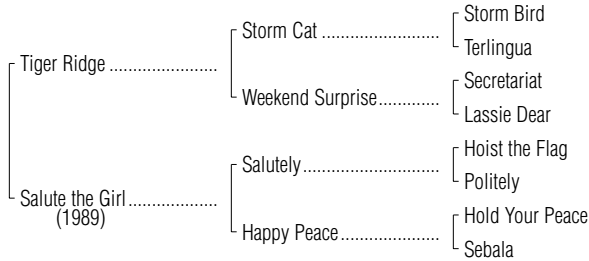 Storm Bird
Storm Cat ......................
Terlingua
Tiger Ridge ......................
Secretariat
Weekend Surprise.............
Lassie Dear
Hoist the Flag
Salutely............................
Politely
Salute the Girl..................
(1989)
Hold Your Peace
Happy Peace....................
Sebala